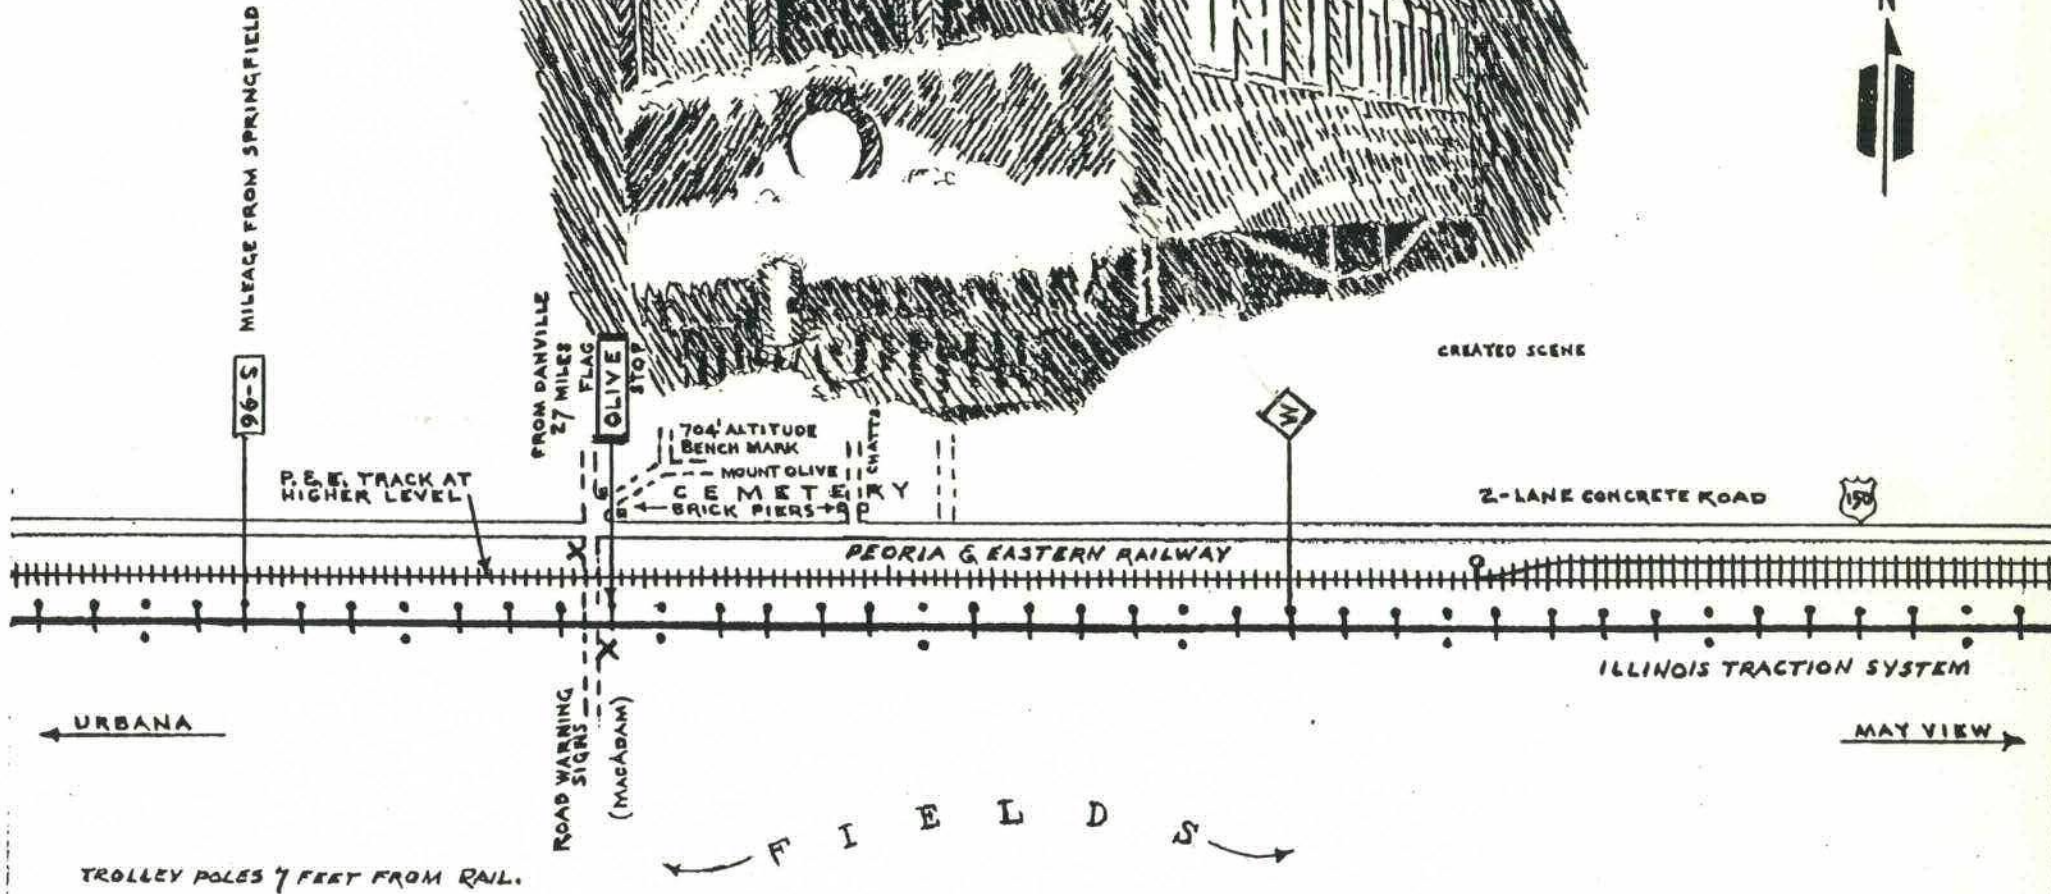 N
MILEAGE FROM SPRINGFIELD
96-S
FROM DANVILLE
27 MILES
FLAG
OLIVE
STOP
CREATED SCENE
W
704' ALTITUDE
BENCH MARK
MOUNT OLIVE
CEMETERY
BRICK PIERS
P. & E. TRACK AT
HIGHER LEVEL
2-LANE CONCRETE ROAD
150
X
PEORIA & EASTERN RAILWAY
X
ILLINOIS TRACTION SYSTEM
URBANA
MAY VIEW
ROAD WARNING
SIGNS
(MACADAM)
FIELDS
TROLLEY POLES 7 FEET FROM RAIL.